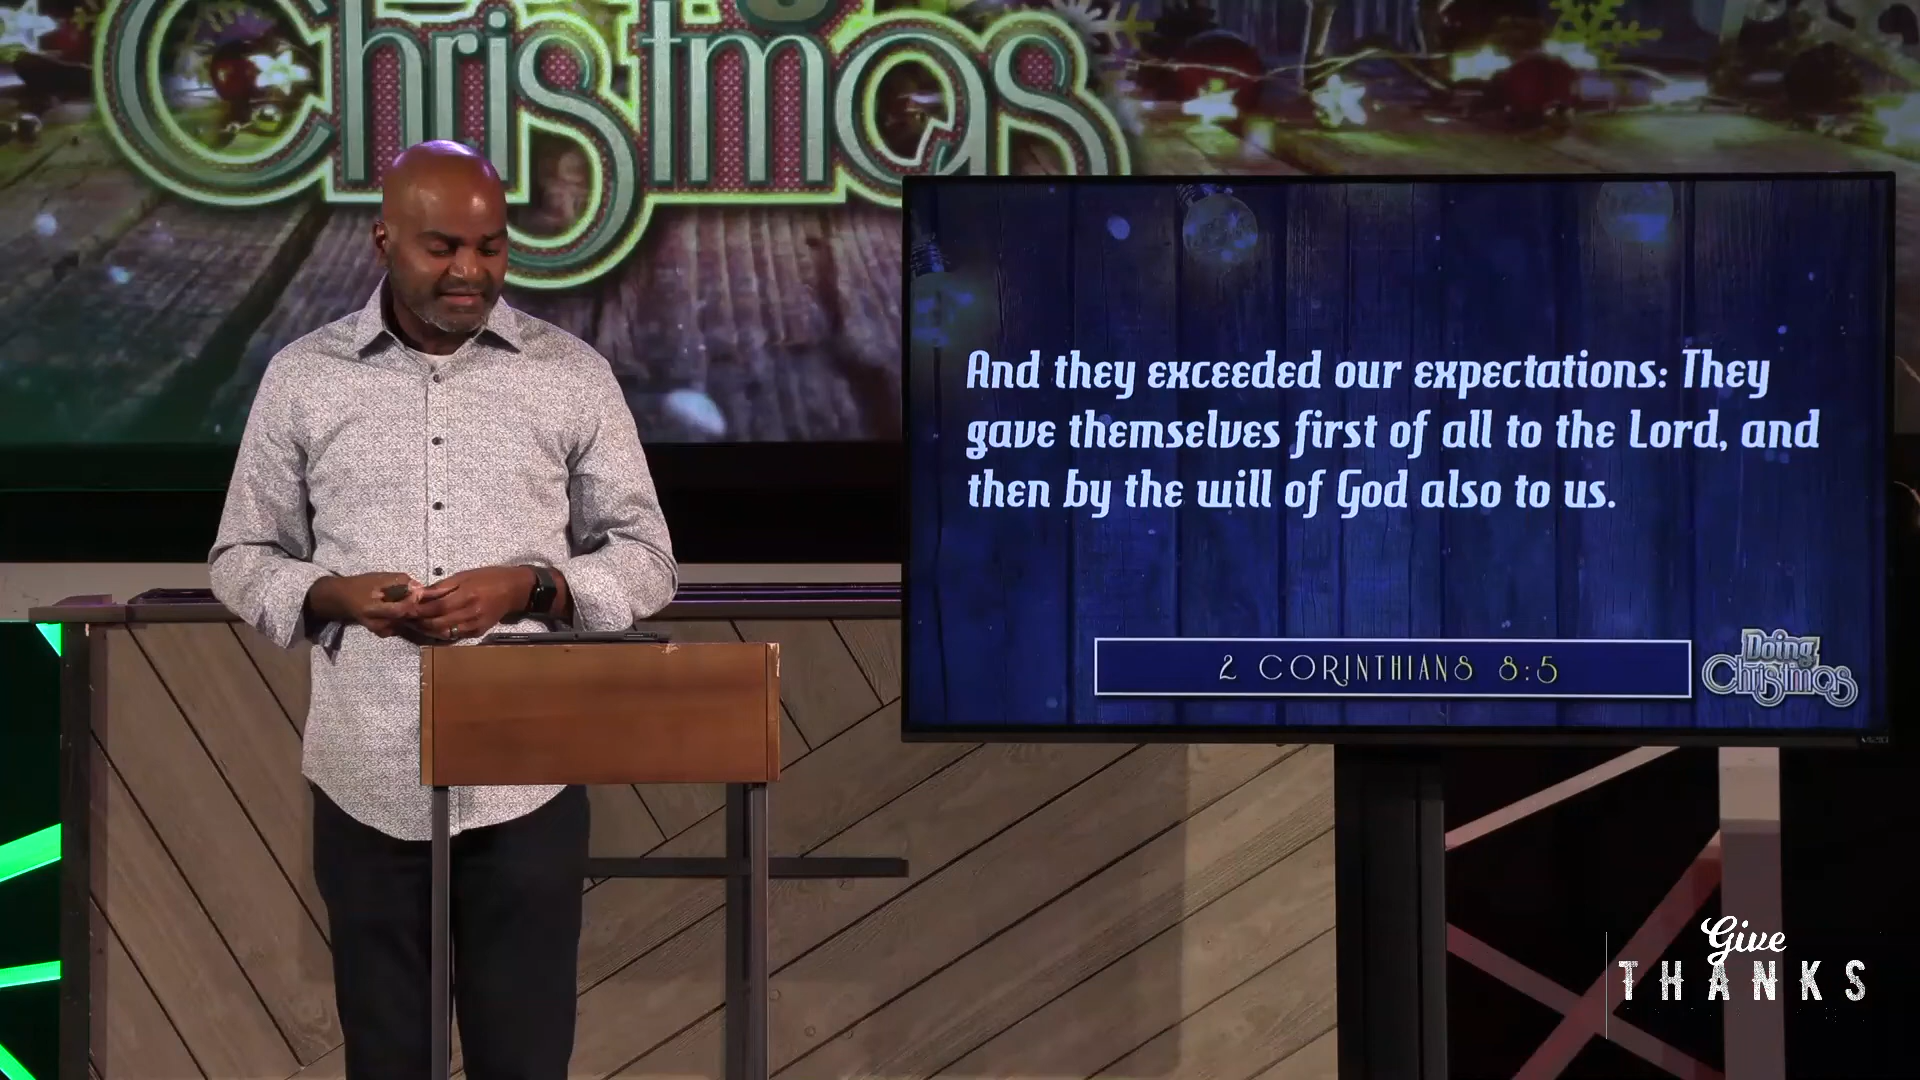 Christmas
And they exceeded our expectations: They
gave themselves first of all to the Lord, and
then by the will of God also to us.
2 CORINTHIANS 8:5
Doing
Christmas
Give
THANKS